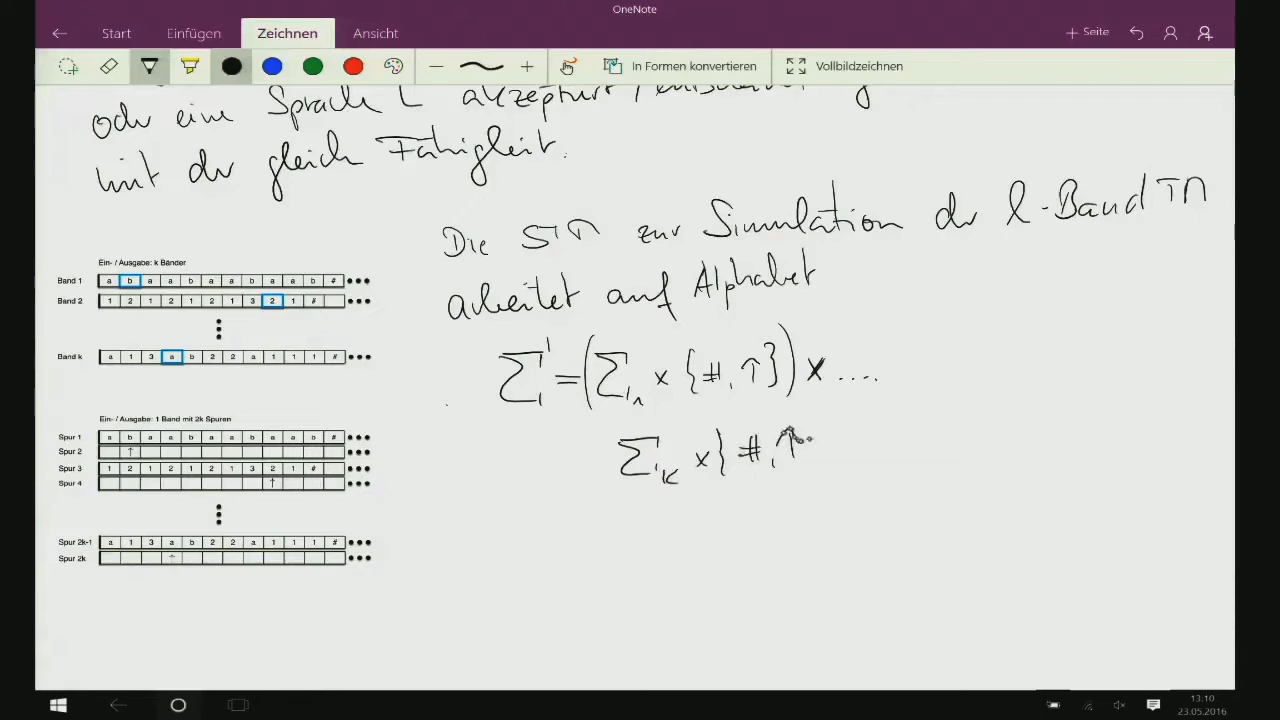 OneNote
Start Einfügen Zeichnen Ansicht Seite
In Formen konvertieren Vollbildzeichnen
oder eine Sprache L akzeptiert /
mit der gleich Fähigkeit.
Die STM zur Simulation der k-Band TM
arbeitet auf Alphabet
Σ' = (Σ₁ × {#, ↑}) × ....
Σₖ × {#, ↑
Ein- / Ausgabe: k Bänder
Band 1 a b a a b a a b a a b # •••
Band 2 1 2 1 2 1 2 1 3 2 1 # •••
Band k a 1 3 a b 2 2 a 1 1 1 # •••
Ein- / Ausgabe: 1 Band mit 2k Spuren
Spur 1 a b a a b a a b a a b # •••
Spur 2 ↑ •••
Spur 3 1 2 1 2 1 2 1 3 2 1 # •••
Spur 4 ↑ •••
Spur 2k-1 a 1 3 a b 2 2 a 1 1 1 # •••
Spur 2k ↑ •••
13:10
23.05.2016